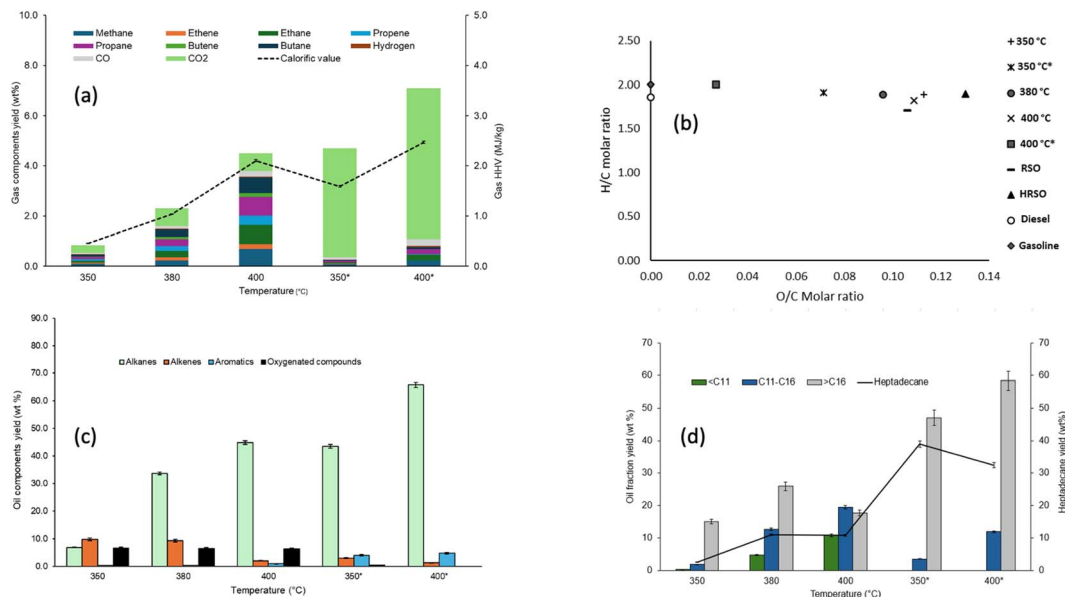 10.0
5.0
Methane Ethene Ethane Propene
Propane Butene Butane Hydrogen
CO CO2 Calorific value
8.0
4.0
6.0
3.0
4.0
2.0
2.0
1.0
0.0
0.0
(a)
Gas components yield (wt%)
Gas HHV (MJ/kg)
350 380 400 350* 400*
Temperature (°C)
2.50
2.00
1.50
1.00
0.50
0.00
(b)
H/C molar ratio
0.00 0.02 0.04 0.06 0.08 0.10 0.12 0.14
O/C Molar ratio
350 °C
350 °C*
380 °C
400 °C
400 °C*
RSO
HRSO
Diesel
Gasoline
90.0
80.0
70.0
60.0
50.0
40.0
30.0
20.0
10.0
0.0
Alkanes Alkenes Aromatics Oxygenated compounds
(c)
Oil components yield (wt %)
350 380 400 350* 400*
Temperature (°C)
70
60
50
40
30
20
10
0
<C11 C11-C16 >C16 Heptadecane
(d)
Oil fraction yield (wt %)
70
60
50
40
30
20
10
0
Heptadecane yield (wt %)
350 380 400 350* 400*
Temperature (°C)